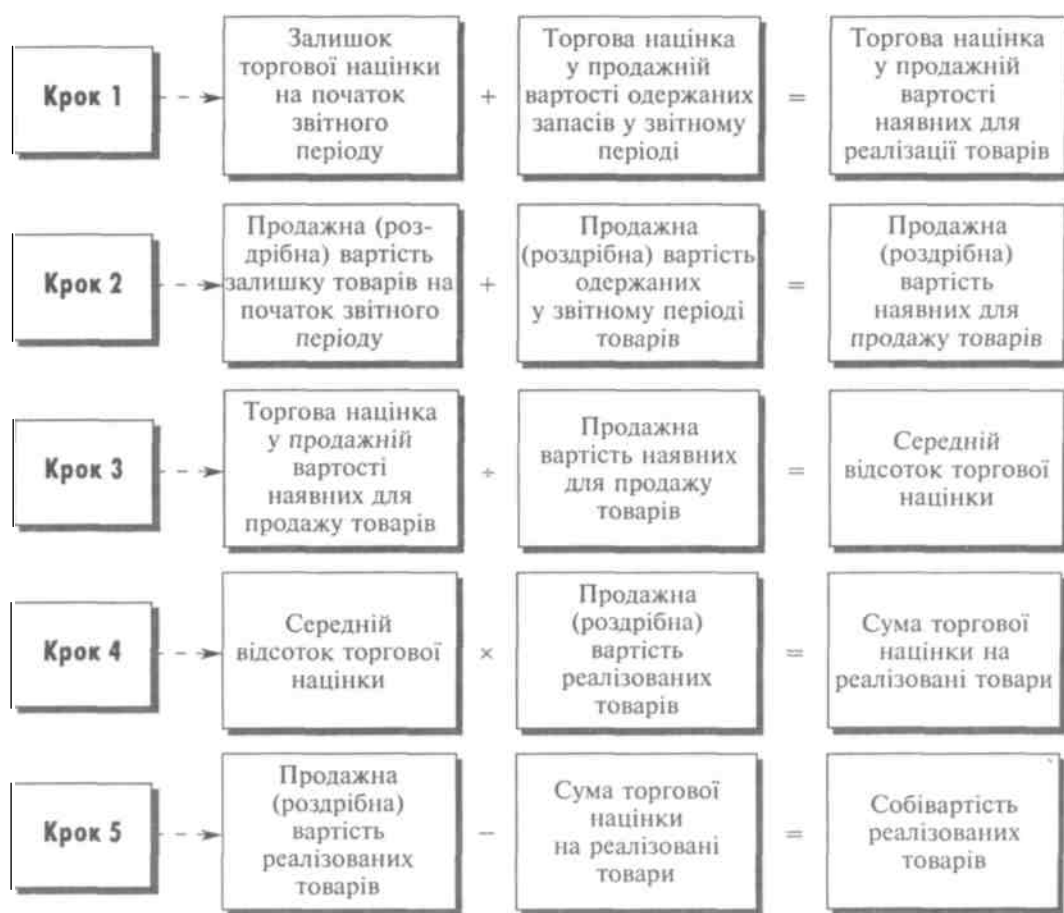 Крок 1
Залишок
торгової націнки
на початок
звітного
періоду
+
Торгова націнка
у продажній
вартості одержаних
запасів у звітному
періоді
=
Торгова націнка
у продажній
вартості
наявних для
реалізації товарів
Крок 2
Продажна (роз-
дрібна) вартість
залишку товарів на
початок звітного
періоду
+
Продажна
(роздрібна) вартість
одержаних
у звітному періоді
товарів
=
Продажна
(роздрібна)
вартість
наявних для
продажу товарів
Крок 3
Торгова націнка
у продажній
вартості
наявних для
продажу товарів
÷
Продажна
вартість наявних
для продажу
товарів
=
Середній
відсоток торгової
націнки
Крок 4
Середній
відсоток торгової
націнки
×
Продажна
(роздрібна)
вартість
реалізованих
товарів
=
Сума торгової
націнки на
реалізовані товари
Крок 5
Продажна
(роздрібна)
вартість
реалізованих
товарів
−
Сума торгової
націнки
на реалізовані
товари
=
Собівартість
реалізованих
товарів